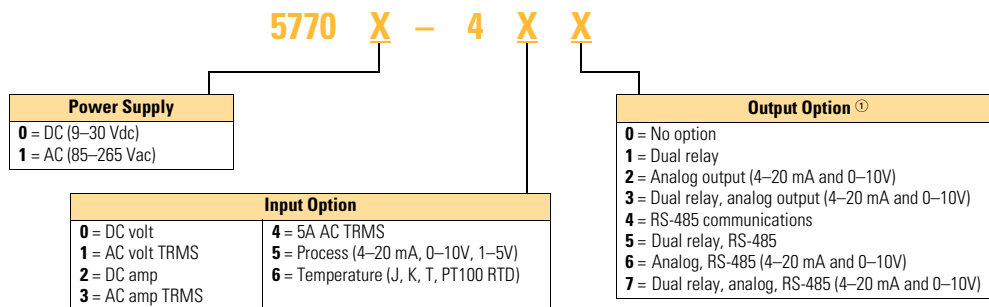 5770 X – 4 X X
Power Supply
0 = DC (9–30 Vdc)
1 = AC (85–265 Vac)
Input Option
0 = DC volt
1 = AC volt TRMS
2 = DC amp
3 = AC amp TRMS
4 = 5A AC TRMS
5 = Process (4–20 mA, 0–10V, 1–5V)
6 = Temperature (J, K, T, PT100 RTD)
Output Option ①
0 = No option
1 = Dual relay
2 = Analog output (4–20 mA and 0–10V)
3 = Dual relay, analog output (4–20 mA and 0–10V)
4 = RS-485 communications
5 = Dual relay, RS-485
6 = Analog, RS-485 (4–20 mA and 0–10V)
7 = Dual relay, analog, RS-485 (4–20 mA and 0–10V)